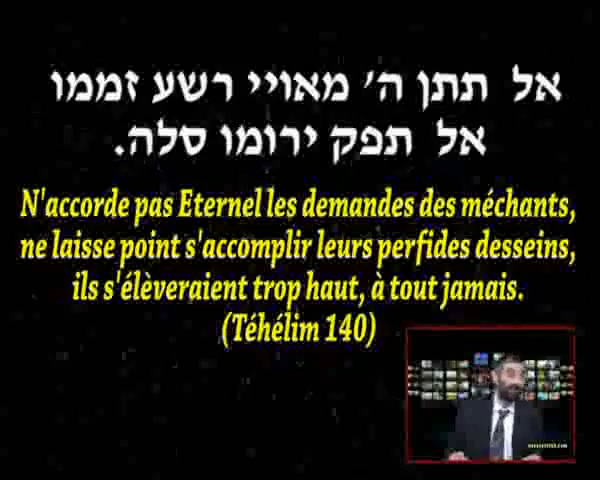 אל תתן ה׳ מאויי רשע זממו
אל תפק ירומו סלה.
N'accorde pas Eternel les demandes des méchants,
ne laisse point s'accomplir leurs perfides desseins,
ils s'élèveraient trop haut, à tout jamais.
(Téhélim 140)